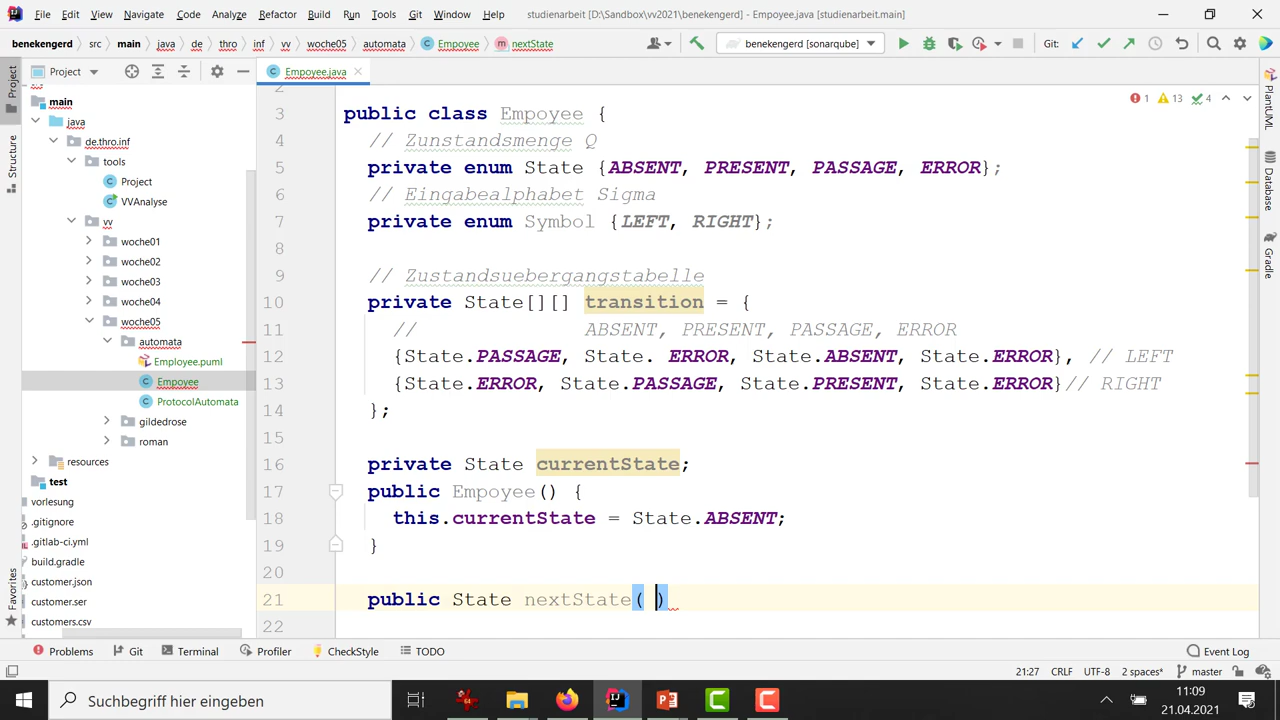 File Edit View Navigate Code Analyze Refactor Build Run Tools Git Window Help studienarbeit [D:\Sandbox\vv2021\benekengerd] - Empoyee.java [studienarbeit.main]
benekengerd src main java de thro inf vv woche05 automata Empoyee nextState benekengerd [sonarqube] Git:
Project Empoyee.java
2
3 public class Empoyee { 1 13 4
4 // Zunstandsmenge Q
5 private enum State {ABSENT, PRESENT, PASSAGE, ERROR};
6 // Eingabealphabet Sigma
7 private enum Symbol {LEFT, RIGHT};
8
9 // Zustandsuebergangstabelle
10 private State[][] transition = {
11 // ABSENT, PRESENT, PASSAGE, ERROR
12 {State.PASSAGE, State. ERROR, State.ABSENT, State.ERROR}, // LEFT
13 {State.ERROR, State.PASSAGE, State.PRESENT, State.ERROR}// RIGHT
14 };
15
16 private State currentState;
17 public Empoyee() {
18 this.currentState = State.ABSENT;
19 }
20
21 public State nextState( )
22
main
java
de.thro.inf
tools
Project
VVAnalyse
vv
woche01
woche02
woche03
woche04
woche05
automata
Employee.puml
Empoyee
ProtocolAutomata
gildedrose
roman
resources
test
vorlesung
.gitignore
.gitlab-ci.yml
build.gradle
customer.json
customer.ser
customers.csv
Project
Structure
Favorites
PlantUML
Database
Gradle
Problems Git Terminal Profiler CheckStyle TODO Event Log
21:27 CRLF UTF-8 2 spaces* master
Suchbegriff hier eingeben
11:09
21.04.2021